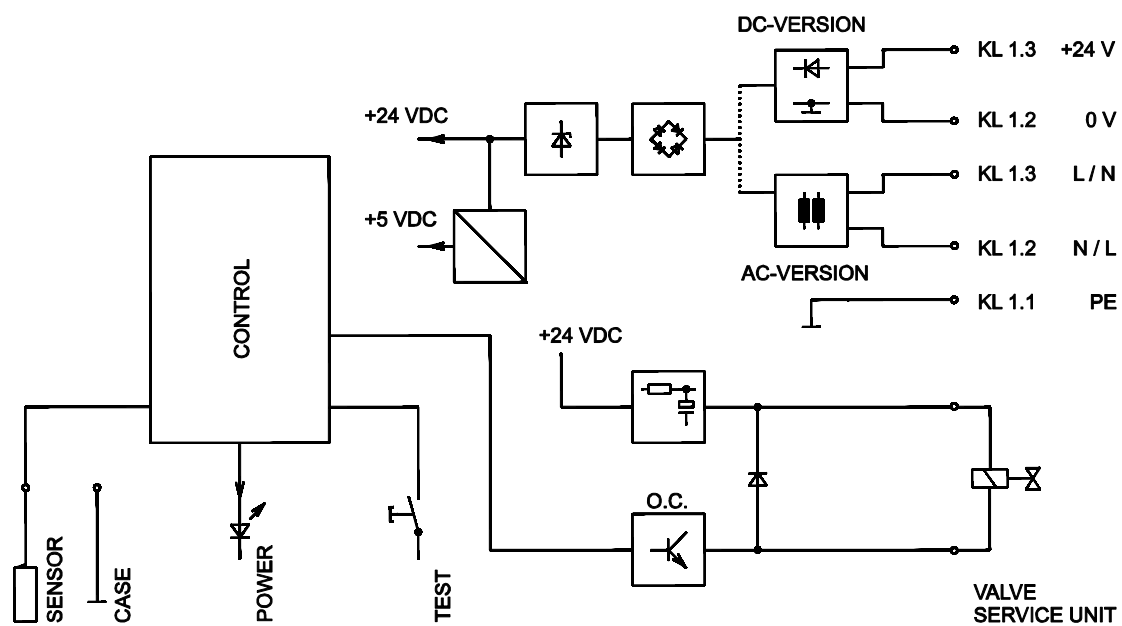 DC-VERSION
KL 1.3 +24 V
+24 VDC
KL 1.2 0 V
KL 1.3 L / N
+5 VDC
KL 1.2 N / L
AC-VERSION
KL 1.1 PE
CONTROL
+24 VDC
O.C.
SENSOR
CASE
POWER
TEST
VALVE
SERVICE UNIT